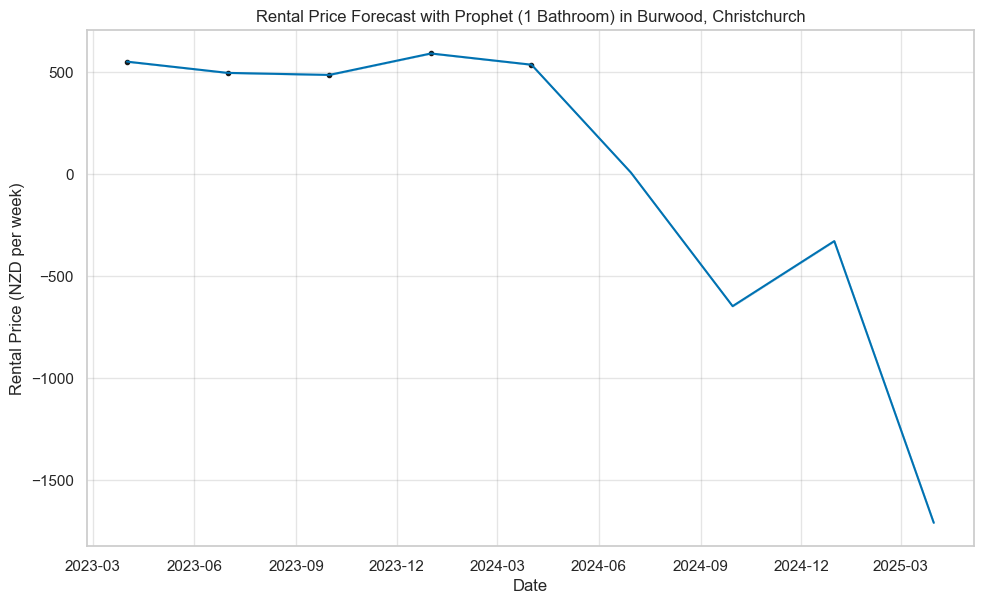 Rental Price Forecast with Prophet (1 Bathroom) in Burwood, Christchurch
Rental Price (NZD per week)
500
0
−500
−1000
−1500
2023-03 2023-06 2023-09 2023-12 2024-03 2024-06 2024-09 2024-12 2025-03
Date